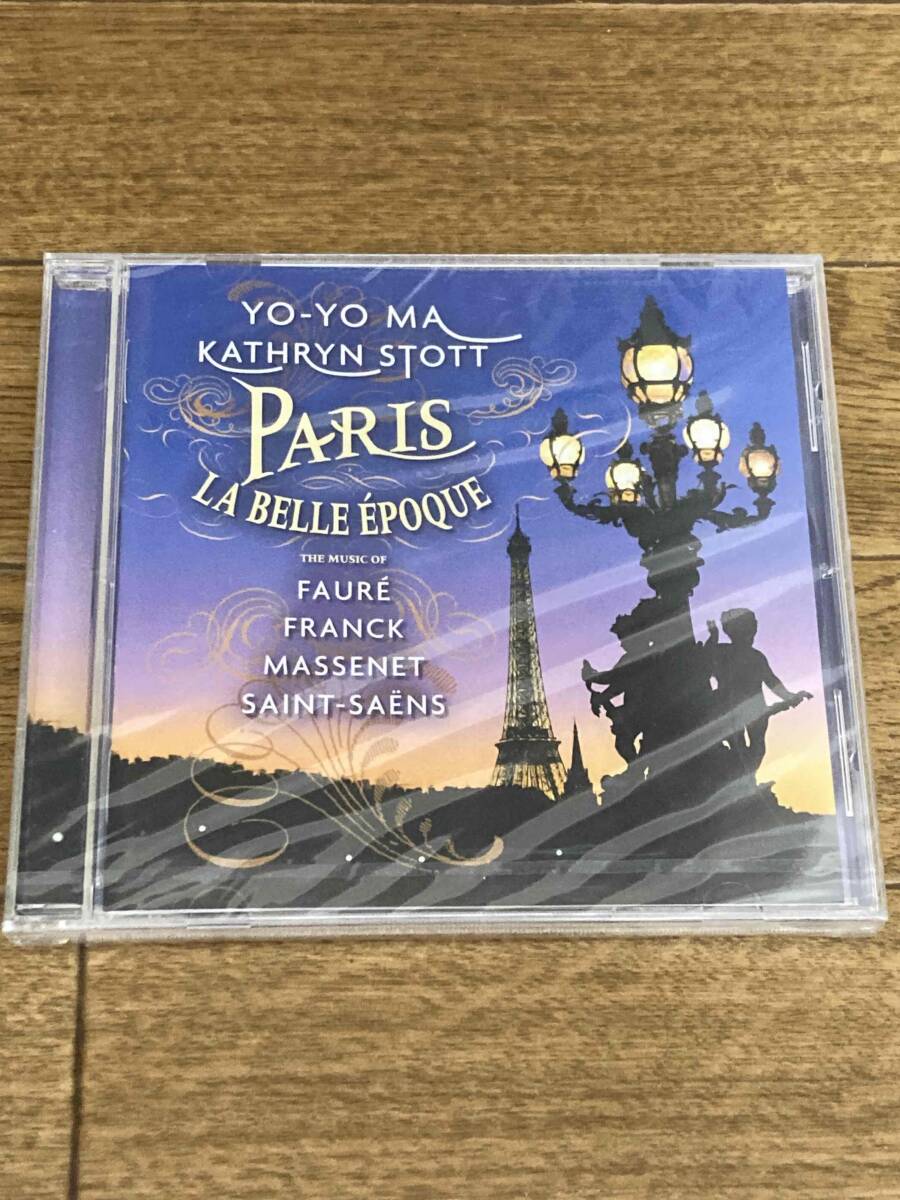 YO-YO MA
KATHRYN STOTT
PARIS
LA BELLE ÉPOQUE
THE MUSIC OF
FAURÉ
FRANCK
MASSENET
SAINT-SAËNS